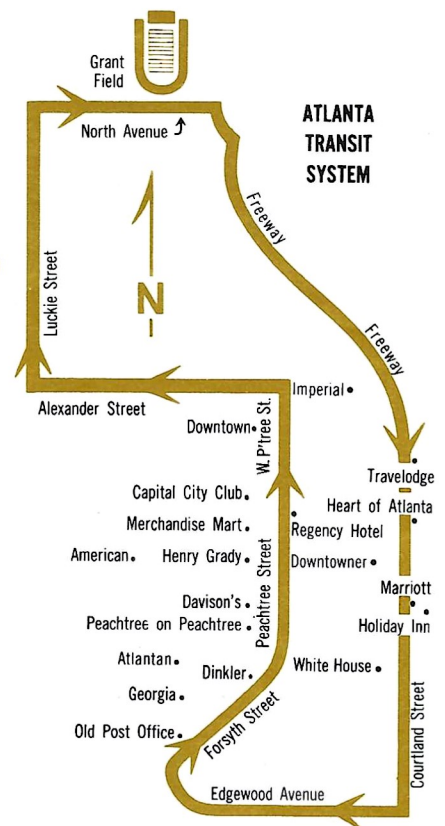 Grant
Field
North Avenue
ATLANTA
TRANSIT
SYSTEM
Freeway
Luckie Street
N
Freeway
Imperial
Alexander Street
W. P'tree St.
Downtown
Travelodge
Capital City Club
Heart of Atlanta
Merchandise Mart
Regency Hotel
American
Henry Grady
Peachtree Street
Downtowner
Marriott
Davison's
Peachtree on Peachtree
Holiday Inn
Atlantan
Dinkler
White House
Georgia
Forsyth Street
Courtland Street
Old Post Office
Edgewood Avenue